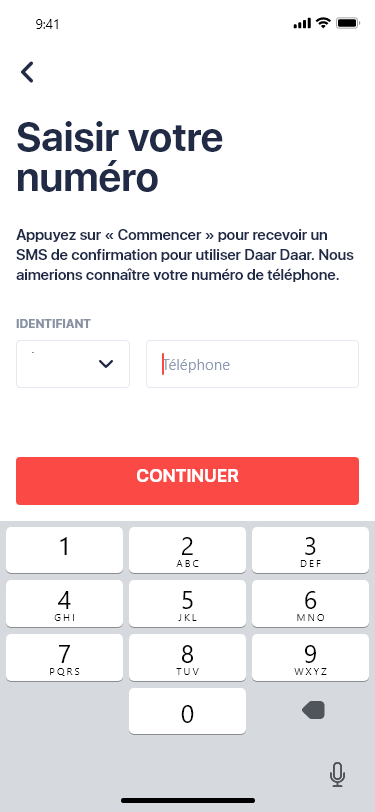 9:41
Saisir votre
numéro
Appuyez sur « Commencer » pour recevoir un
SMS de confirmation pour utiliser Daar Daar. Nous
aimerions connaître votre numéro de téléphone.
IDENTIFIANT
Téléphone
CONTINUER
1 2 3
ABC DEF
4 5 6
GHI JKL MNO
7 8 9
PQRS TUV WXYZ
0